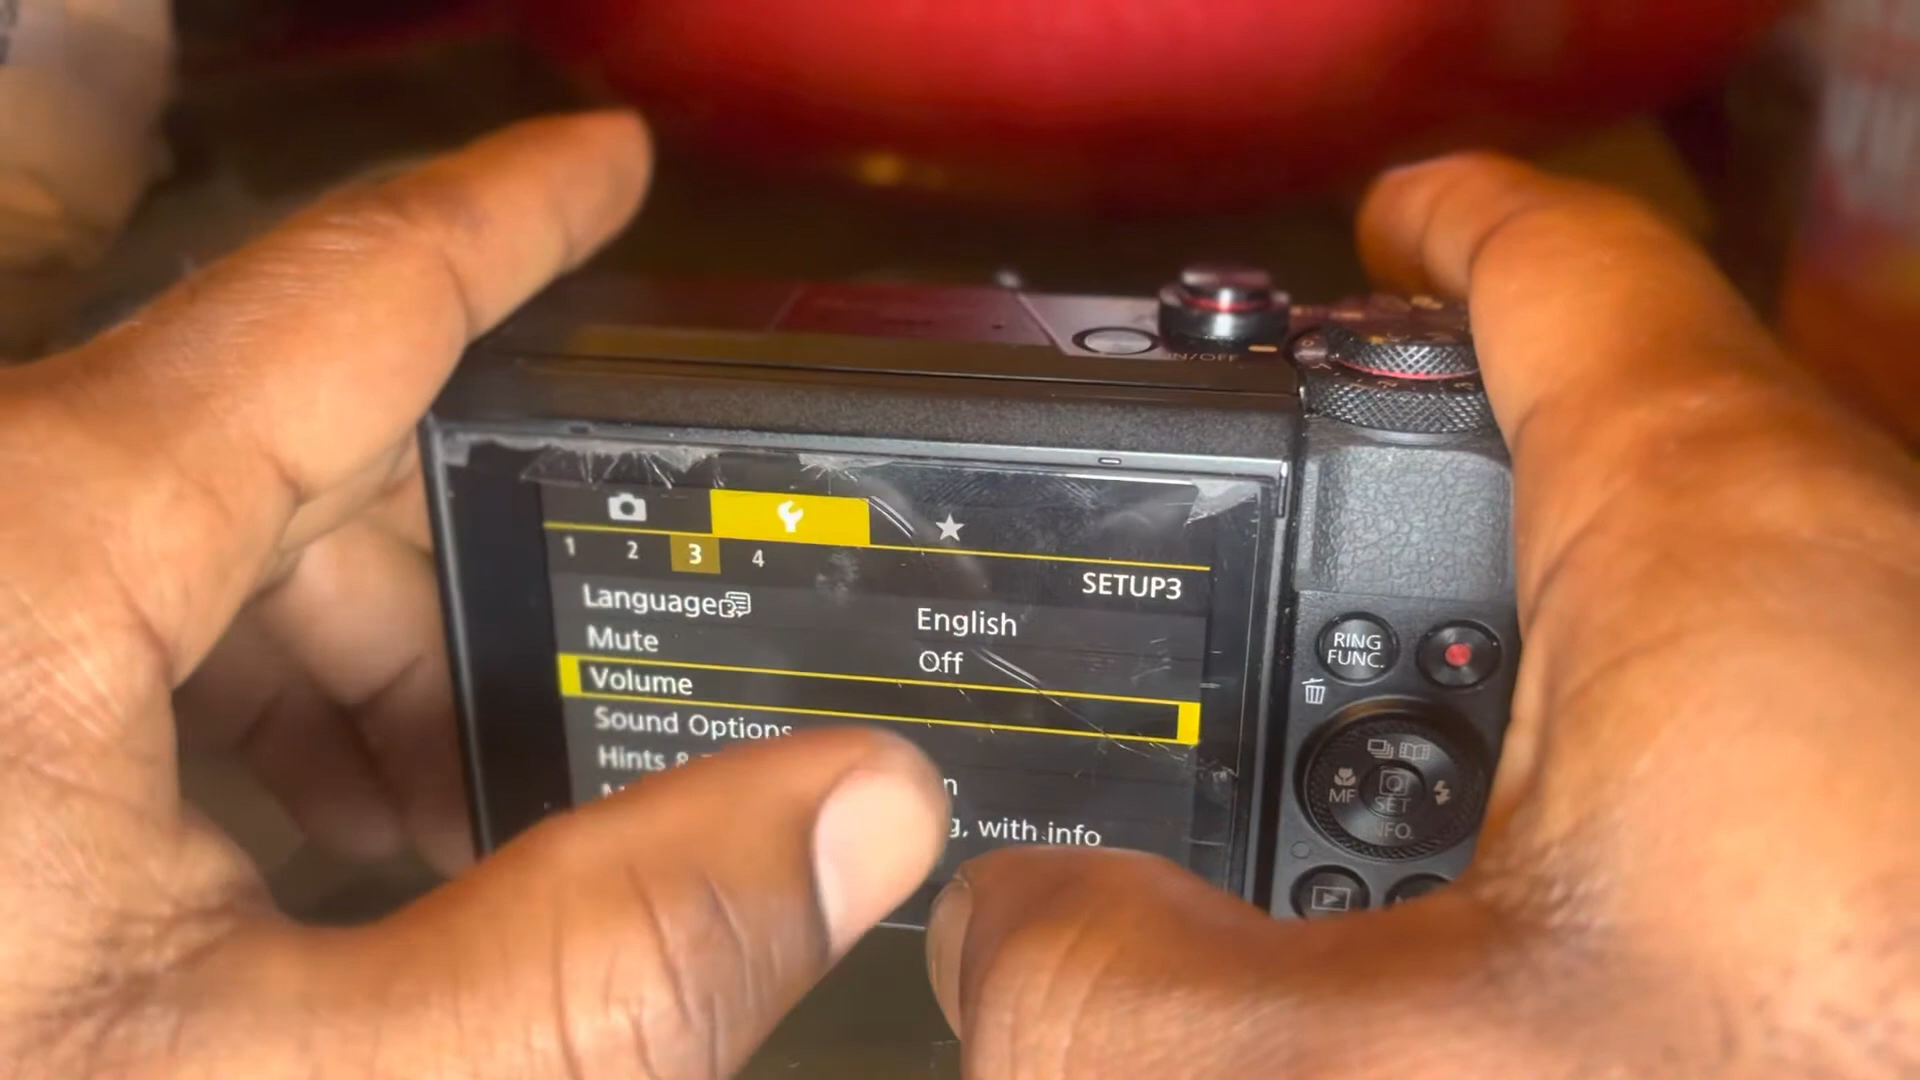 ON/OFF
1 2 3 4
SETUP3
Language English
Mute Off
Volume
Sound Options
Hints &
, with info
RING
FUNC.
MF
Q
SET
INFO.